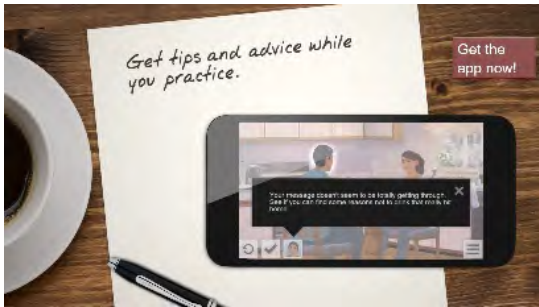 Get tips and advice while
you practice.
Get the
app now!
Your message doesn't seem to be totally getting through.
See if you can find some reasons not to drink that really hit
home.